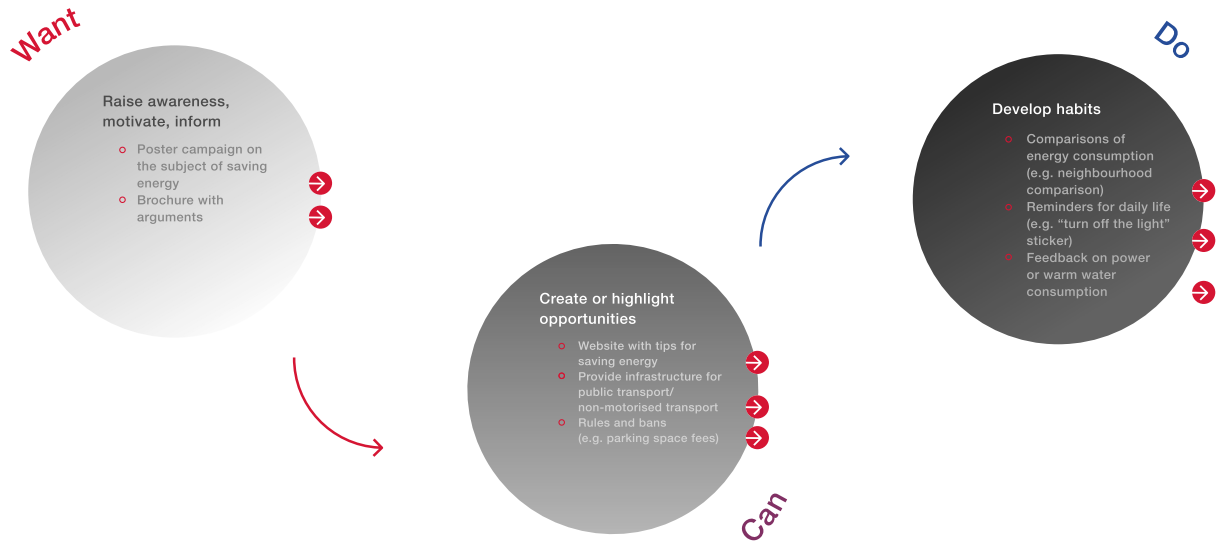 Want
Raise awareness,
motivate, inform
Poster campaign on
the subject of saving
energy
Brochure with
arguments
Create or highlight
opportunities
Website with tips for
saving energy
Provide infrastructure for
public transport/
non-motorised transport
Rules and bans
(e.g. parking space fees)
Can
Do
Develop habits
Comparisons of
energy consumption
(e.g. neighbourhood
comparison)
Reminders for daily life
(e.g. “turn off the light”
sticker)
Feedback on power
or warm water
consumption